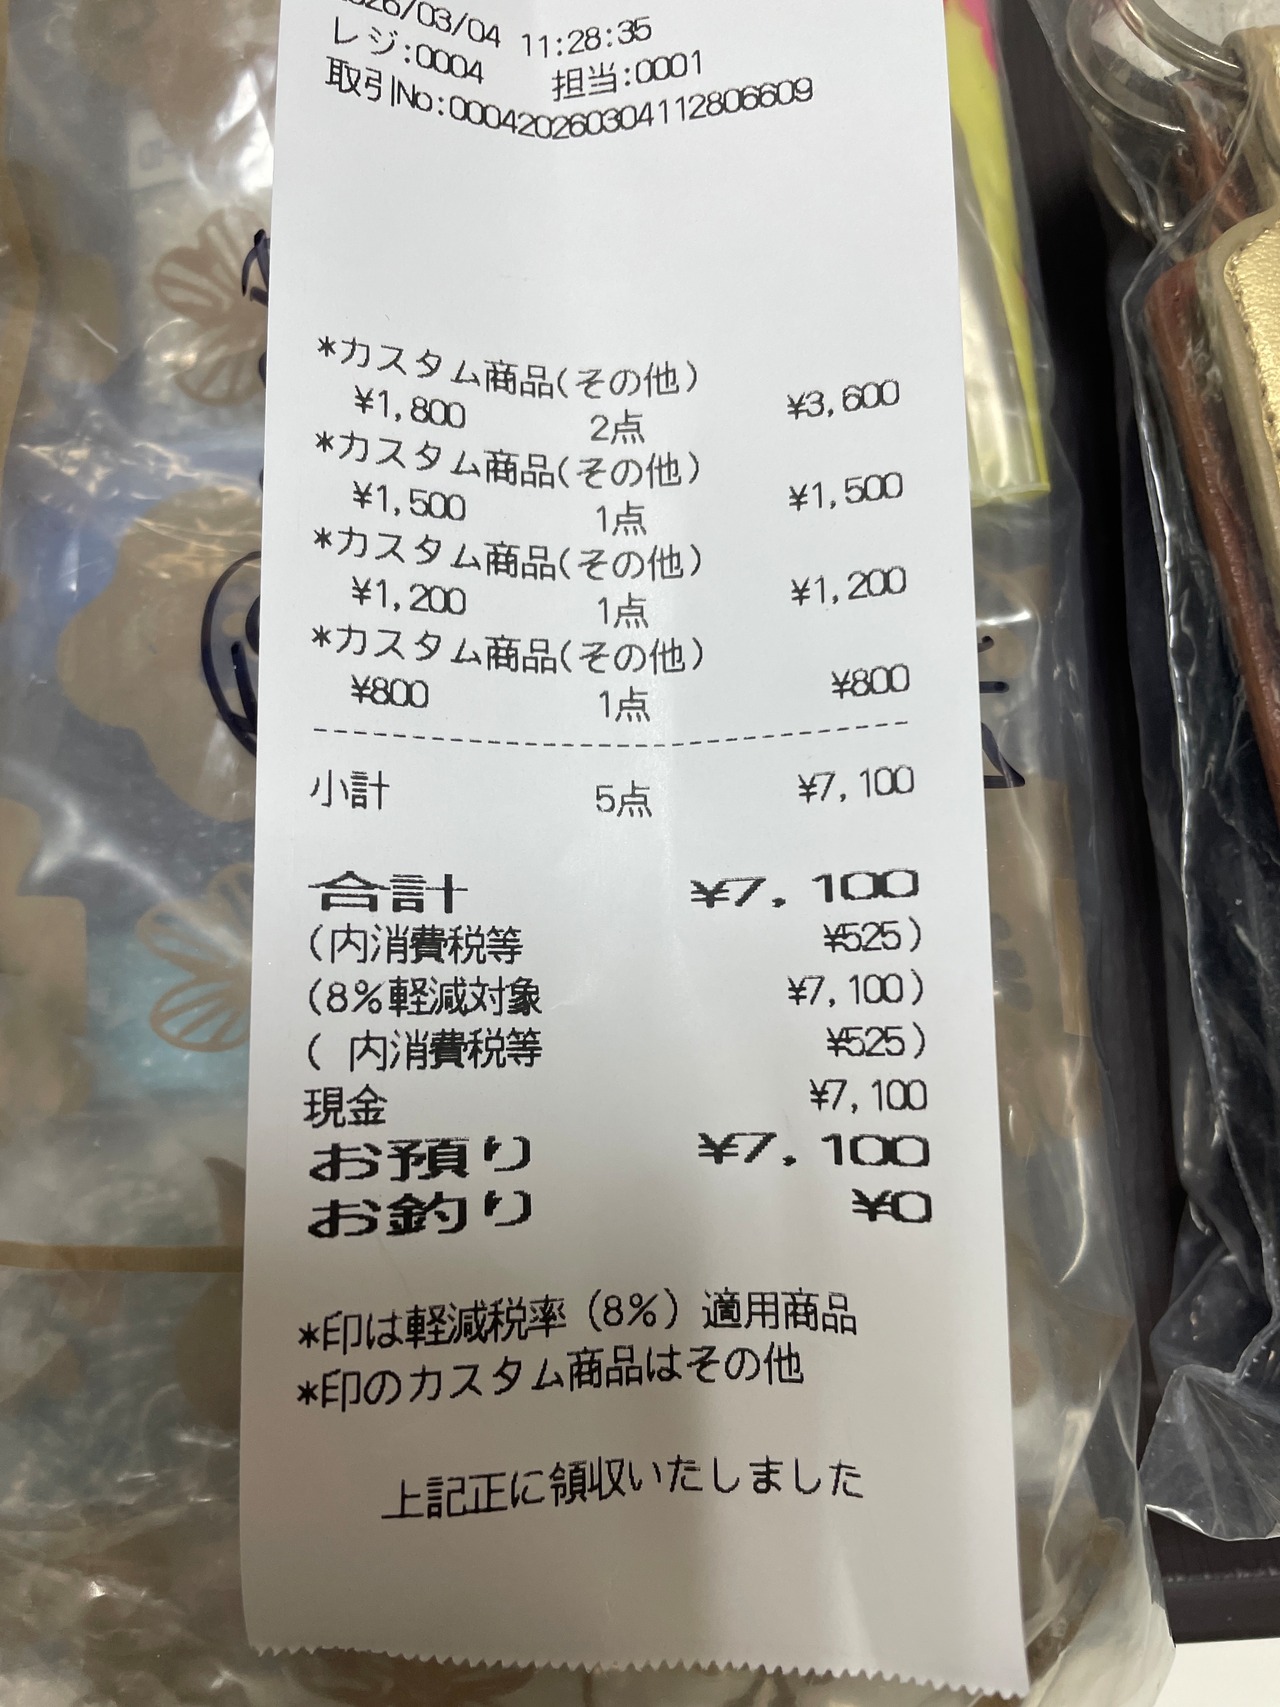 2026/03/04 11:28:35
レジ:0004 担当:0001
取引No:000420260304112806609
*カスタム商品(その他)
¥1,800 2点 ¥3,600
*カスタム商品(その他)
¥1,500 1点 ¥1,500
*カスタム商品(その他)
¥1,200 1点 ¥1,200
*カスタム商品(その他)
¥800 1点 ¥800
小計 5点 ¥7,100
合計 ¥7,100
(内消費税等 ¥525)
(8%軽減対象 ¥7,100)
( 内消費税等 ¥525)
現金 ¥7,100
お預り ¥7,100
お釣り ¥0
*印は軽減税率(8%)適用商品
*印のカスタム商品はその他
上記正に領収いたしました